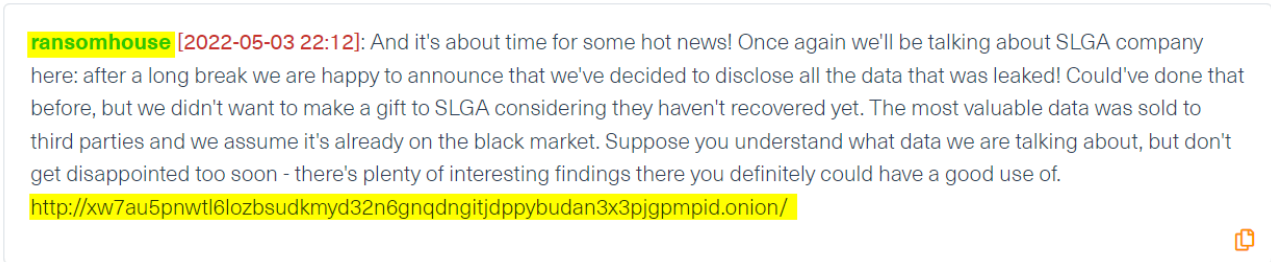 ransomhouse [2022-05-03 22:12]: And it's about time for some hot news! Once again we'll be talking about SLGA company
here: after a long break we are happy to announce that we've decided to disclose all the data that was leaked! Could've done that
before, but we didn't want to make a gift to SLGA considering they haven't recovered yet. The most valuable data was sold to
third parties and we assume it's already on the black market. Suppose you understand what data we are talking about, but don't
get disappointed too soon - there's plenty of interesting findings there you definitely could have a good use of.
http://xw7au5pnwtl6lozbsudkmyd32n6gnqdngitjdppybudan3x3pjgpmpid.onion/